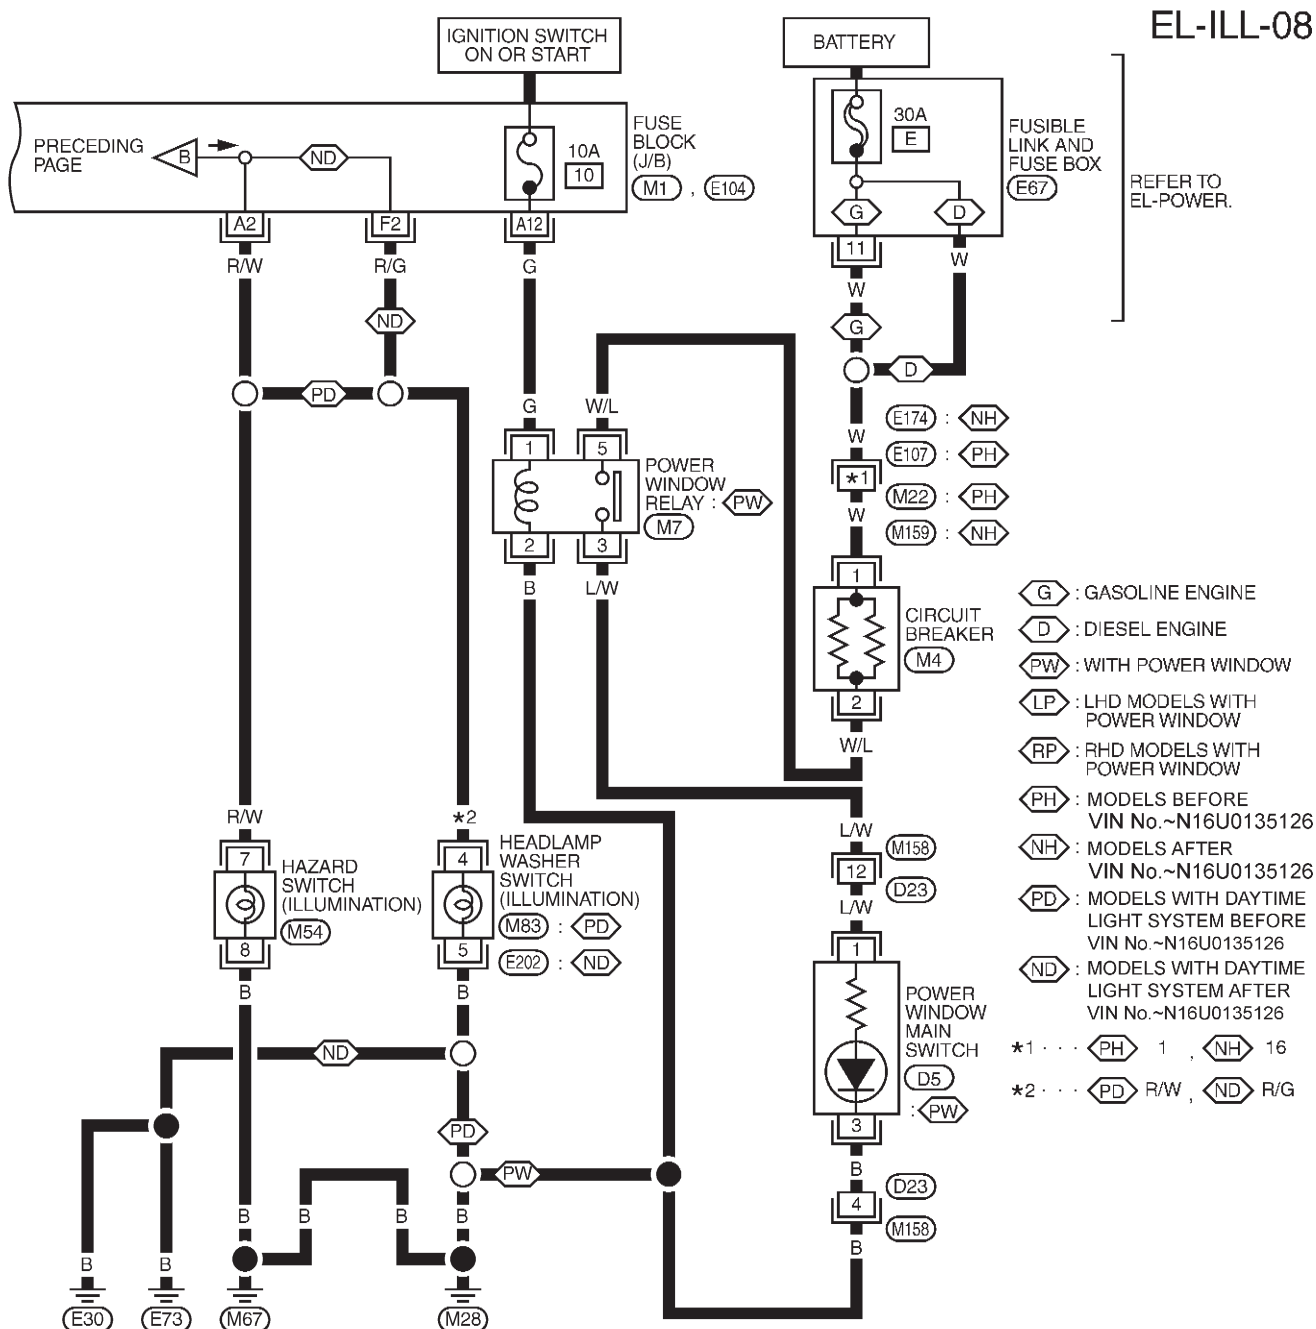 EL-ILL-08
IGNITION SWITCH
ON OR START
BATTERY
PRECEDING
PAGE
B
ND
10A
10
FUSE
BLOCK
(J/B)
M1 , E104
30A
E
G
D
FUSIBLE
LINK AND
FUSE BOX
E67
REFER TO
EL-POWER.
A2
F2
A12
11
R/W
R/G
G
W
W
ND
G
D
PD
G
W/L
W
E174 : NH
E107 : PH
★1
M22 : PH
M159 : NH
W
1
5
POWER
WINDOW
RELAY : PW
M7
2
3
B
L/W
1
CIRCUIT
BREAKER
M4
2
W/L
G : GASOLINE ENGINE
D : DIESEL ENGINE
PW : WITH POWER WINDOW
LP : LHD MODELS WITH
POWER WINDOW
RP : RHD MODELS WITH
POWER WINDOW
PH : MODELS BEFORE
VIN No.~N16U0135126
NH : MODELS AFTER
VIN No.~N16U0135126
PD : MODELS WITH DAYTIME
LIGHT SYSTEM BEFORE
VIN No.~N16U0135126
ND : MODELS WITH DAYTIME
LIGHT SYSTEM AFTER
VIN No.~N16U0135126
★1 · · · PH 1 , NH 16
★2 · · · PD R/W , ND R/G
R/W
★2
7
HAZARD
SWITCH
(ILLUMINATION)
M54
8
B
4
HEADLAMP
WASHER
SWITCH
(ILLUMINATION)
M83 : PD
E202 : ND
5
B
L/W
M158
12
D23
L/W
1
POWER
WINDOW
MAIN
SWITCH
D5
: PW
3
B
D23
4
M158
B
ND
PD
PW
B
B
B
B
B
B
E30
E73
M67
M28